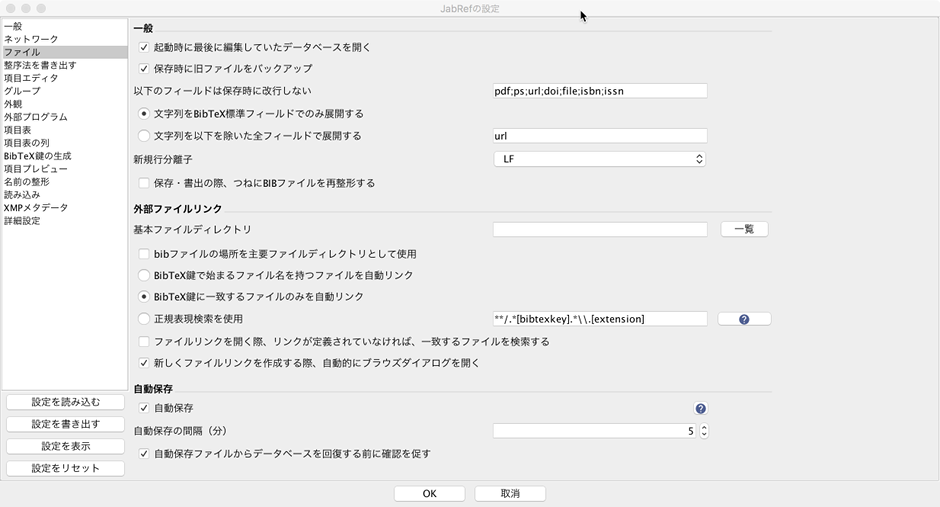 JabRefの設定
一般
ネットワーク
ファイル
整序法を書き出す
項目エディタ
グループ
外観
外部プログラム
項目表
項目表の列
BibTeX鍵の生成
項目プレビュー
名前の整形
読み込み
XMPメタデータ
詳細設定
設定を読み込む
設定を書き出す
設定を表示
設定をリセット
一般
起動時に最後に編集していたデータベースを開く
保存時に旧ファイルをバックアップ
以下のフィールドは保存時に改行しない pdf;ps;url;doi;file;isbn;issn
文字列をBibTeX標準フィールドでのみ展開する
文字列を以下を除いた全フィールドで展開する url
新規行分離子 LF
保存・書出の際、つねにBIBファイルを再整形する
外部ファイルリンク
基本ファイルディレクトリ 一覧
bibファイルの場所を主要ファイルディレクトリとして使用
BibTeX鍵で始まるファイル名を持つファイルを自動リンク
BibTeX鍵に一致するファイルのみを自動リンク
正規表現検索を使用 **/.*[bibtexkey].*\\.[extension] ?
ファイルリンクを開く際、リンクが定義されていなければ、一致するファイルを検索する
新しくファイルリンクを作成する際、自動的にブラウズダイアログを開く
自動保存
自動保存 ?
自動保存の間隔（分） 5
自動保存ファイルからデータベースを回復する前に確認を促す
OK 取消